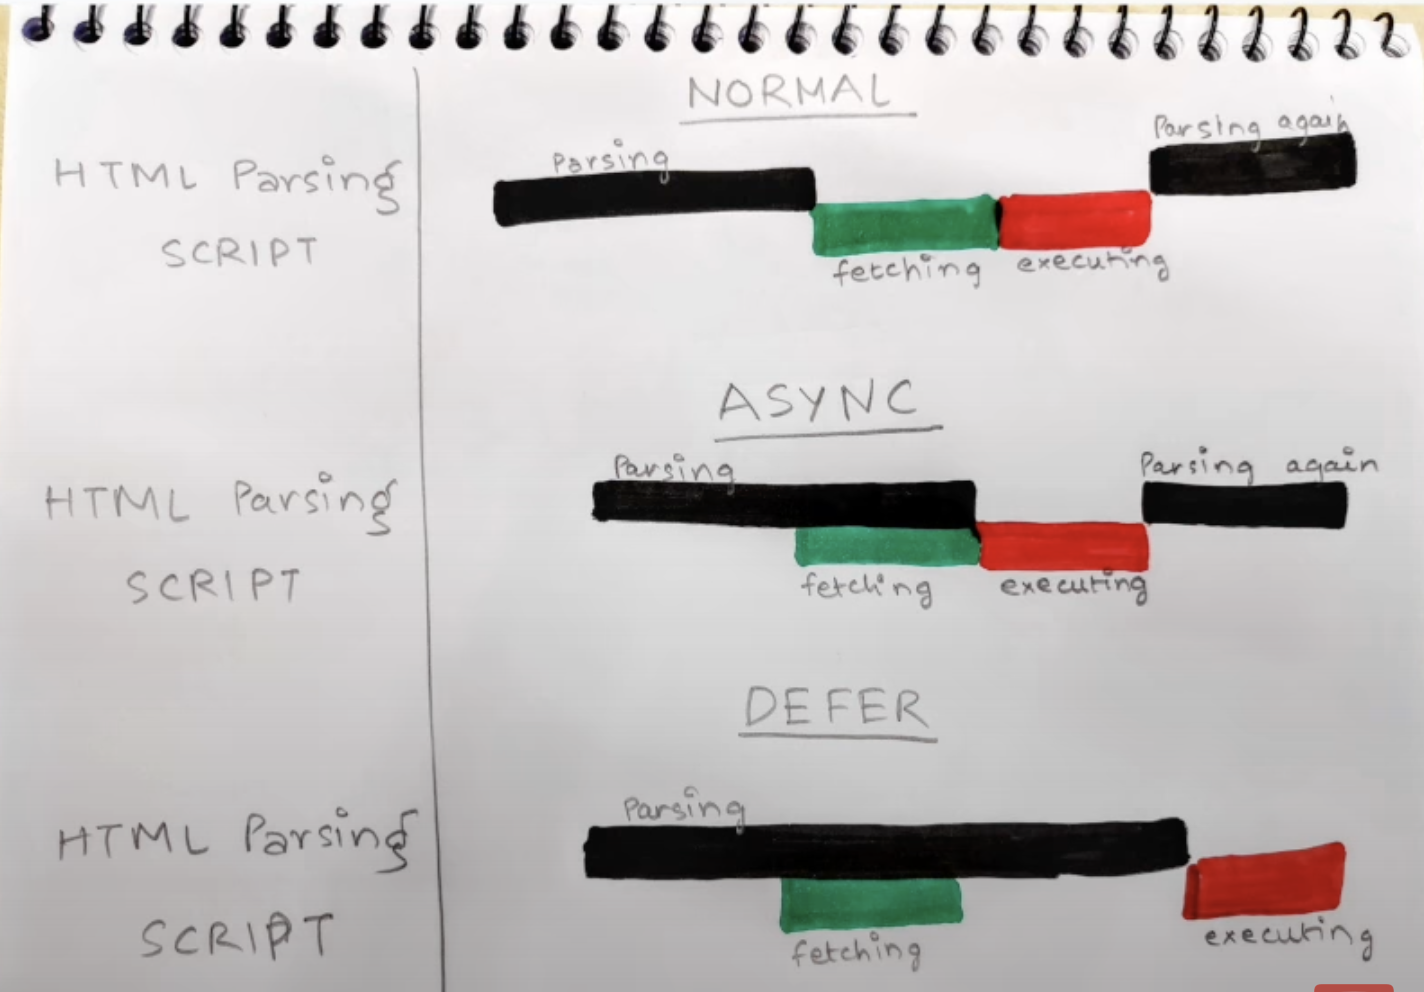 NORMAL
Parsing
Parsing again
HTML Parsing
SCRIPT
fetching
executing
ASYNC
Parsing
Parsing again
HTML Parsing
SCRIPT
fetching
executing
DEFER
Parsing
HTML Parsing
SCRIPT
fetching
executing